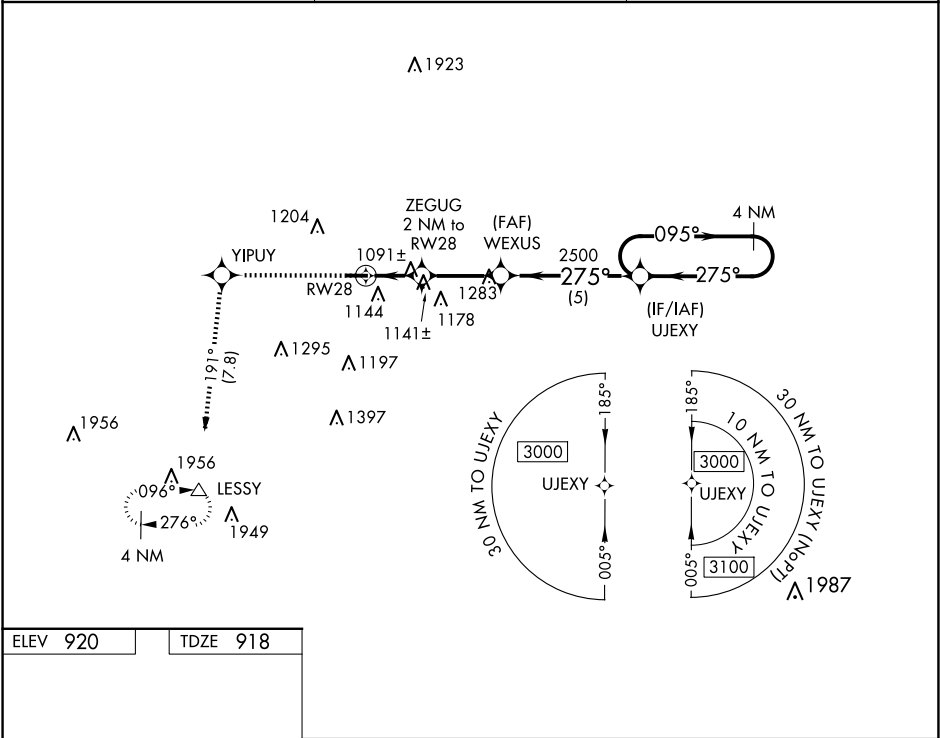 1923
ZEGUG
2 NM to
RW28
(FAF)
WEXUS
4 NM
1204
095°
YIPUY
1091±
2500
275°
(5)
275°
RW28
1283
1144
1178
1141±
(IF/IAF)
UJEXY
191°
(7.8)
1295
1197
1397
1956
1956
096°
LESSY
276°
1949
4 NM
30 NM TO UJEXY
185°
3000
UJEXY
005°
185°
10 NM TO UJEXY
30 NM TO UJEXY (NoPT)
3000
UJEXY
005°
3100
1987
ELEV 920
TDZE 918